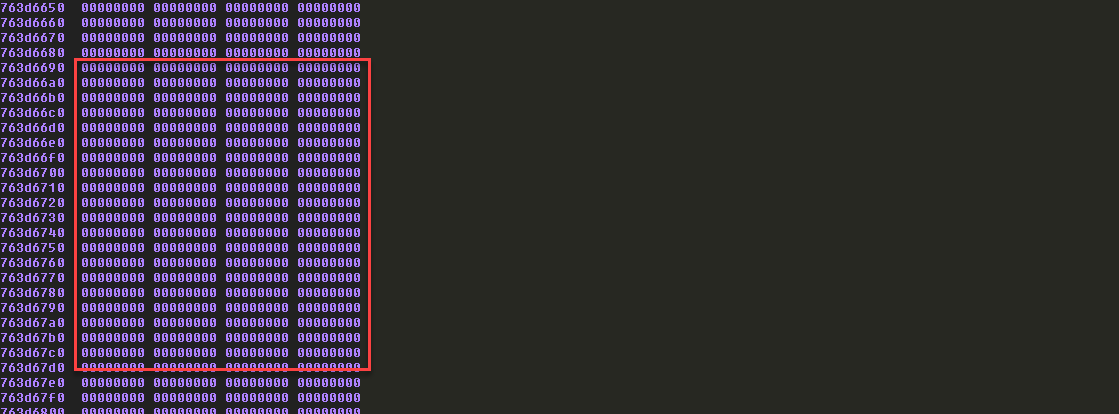 763d6650 00000000 00000000 00000000 00000000
763d6660 00000000 00000000 00000000 00000000
763d6670 00000000 00000000 00000000 00000000
763d6680 00000000 00000000 00000000 00000000
763d6690 00000000 00000000 00000000 00000000
763d66a0 00000000 00000000 00000000 00000000
763d66b0 00000000 00000000 00000000 00000000
763d66c0 00000000 00000000 00000000 00000000
763d66d0 00000000 00000000 00000000 00000000
763d66e0 00000000 00000000 00000000 00000000
763d66f0 00000000 00000000 00000000 00000000
763d6700 00000000 00000000 00000000 00000000
763d6710 00000000 00000000 00000000 00000000
763d6720 00000000 00000000 00000000 00000000
763d6730 00000000 00000000 00000000 00000000
763d6740 00000000 00000000 00000000 00000000
763d6750 00000000 00000000 00000000 00000000
763d6760 00000000 00000000 00000000 00000000
763d6770 00000000 00000000 00000000 00000000
763d6780 00000000 00000000 00000000 00000000
763d6790 00000000 00000000 00000000 00000000
763d67a0 00000000 00000000 00000000 00000000
763d67b0 00000000 00000000 00000000 00000000
763d67c0 00000000 00000000 00000000 00000000
763d67d0 00000000 00000000 00000000 00000000
763d67e0 00000000 00000000 00000000 00000000
763d67f0 00000000 00000000 00000000 00000000
763d6800 00000000 00000000 00000000 00000000